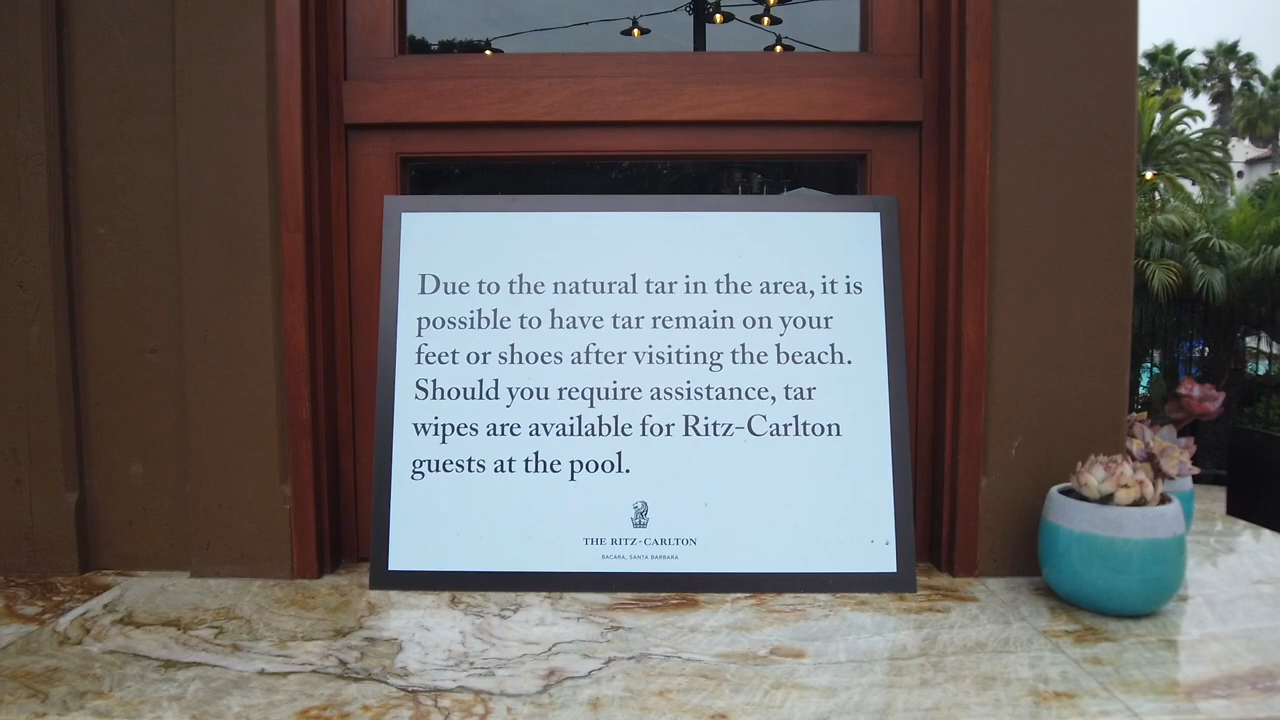 Due to the natural tar in the area, it is
possible to have tar remain on your
feet or shoes after visiting the beach.
Should you require assistance, tar
wipes are available for Ritz-Carlton
guests at the pool.
THE RITZ-CARLTON
BACARA, SANTA BARBARA